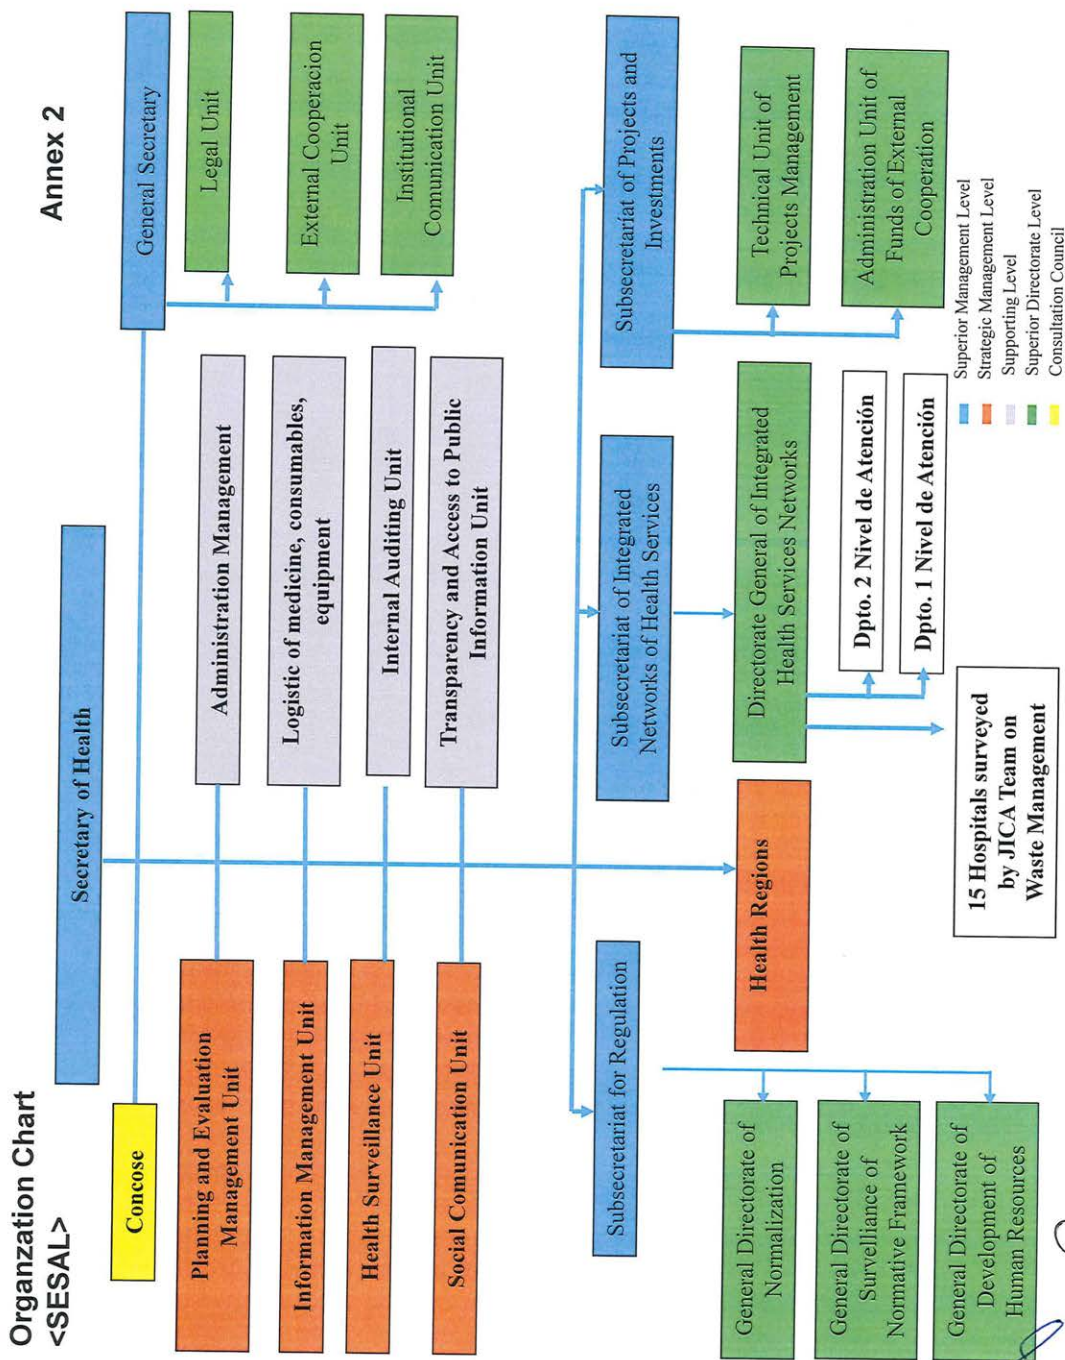 Organzation Chart
<SESAL>
Annex 2
Secretary of Health
Concose
General Secretary
Legal Unit
External Cooperacion
Unit
Institutional
Comunication Unit
Planning and Evaluation
Management Unit
Information Management Unit
Health Surveillance Unit
Social Comunication Unit
Administration Management
Logistic of medicine, consumables,
equipment
Internal Auditing Unit
Transparency and Access to Public
Information Unit
Subsecretariat for Regulation
General Directorate of
Normalization
General Directorate of
Survelliance of
Normative Framework
General Directorate of
Development of
Human Resources
Health Regions
Subsecretariat of Integrated
Networks of Health Services
Directorate General of Integrated
Health Services Networks
Dpto. 2 Nivel de Atención
Dpto. 1 Nivel de Atención
15 Hospitals surveyed
by JICA Team on
Waste Management
Subsecretariat of Projects and
Investments
Technical Unit of
Projects Management
Administration Unit of
Funds of External
Cooperation
Superior Management Level
Strategic Management Level
Supporting Level
Superior Directorate Level
Consultation Council